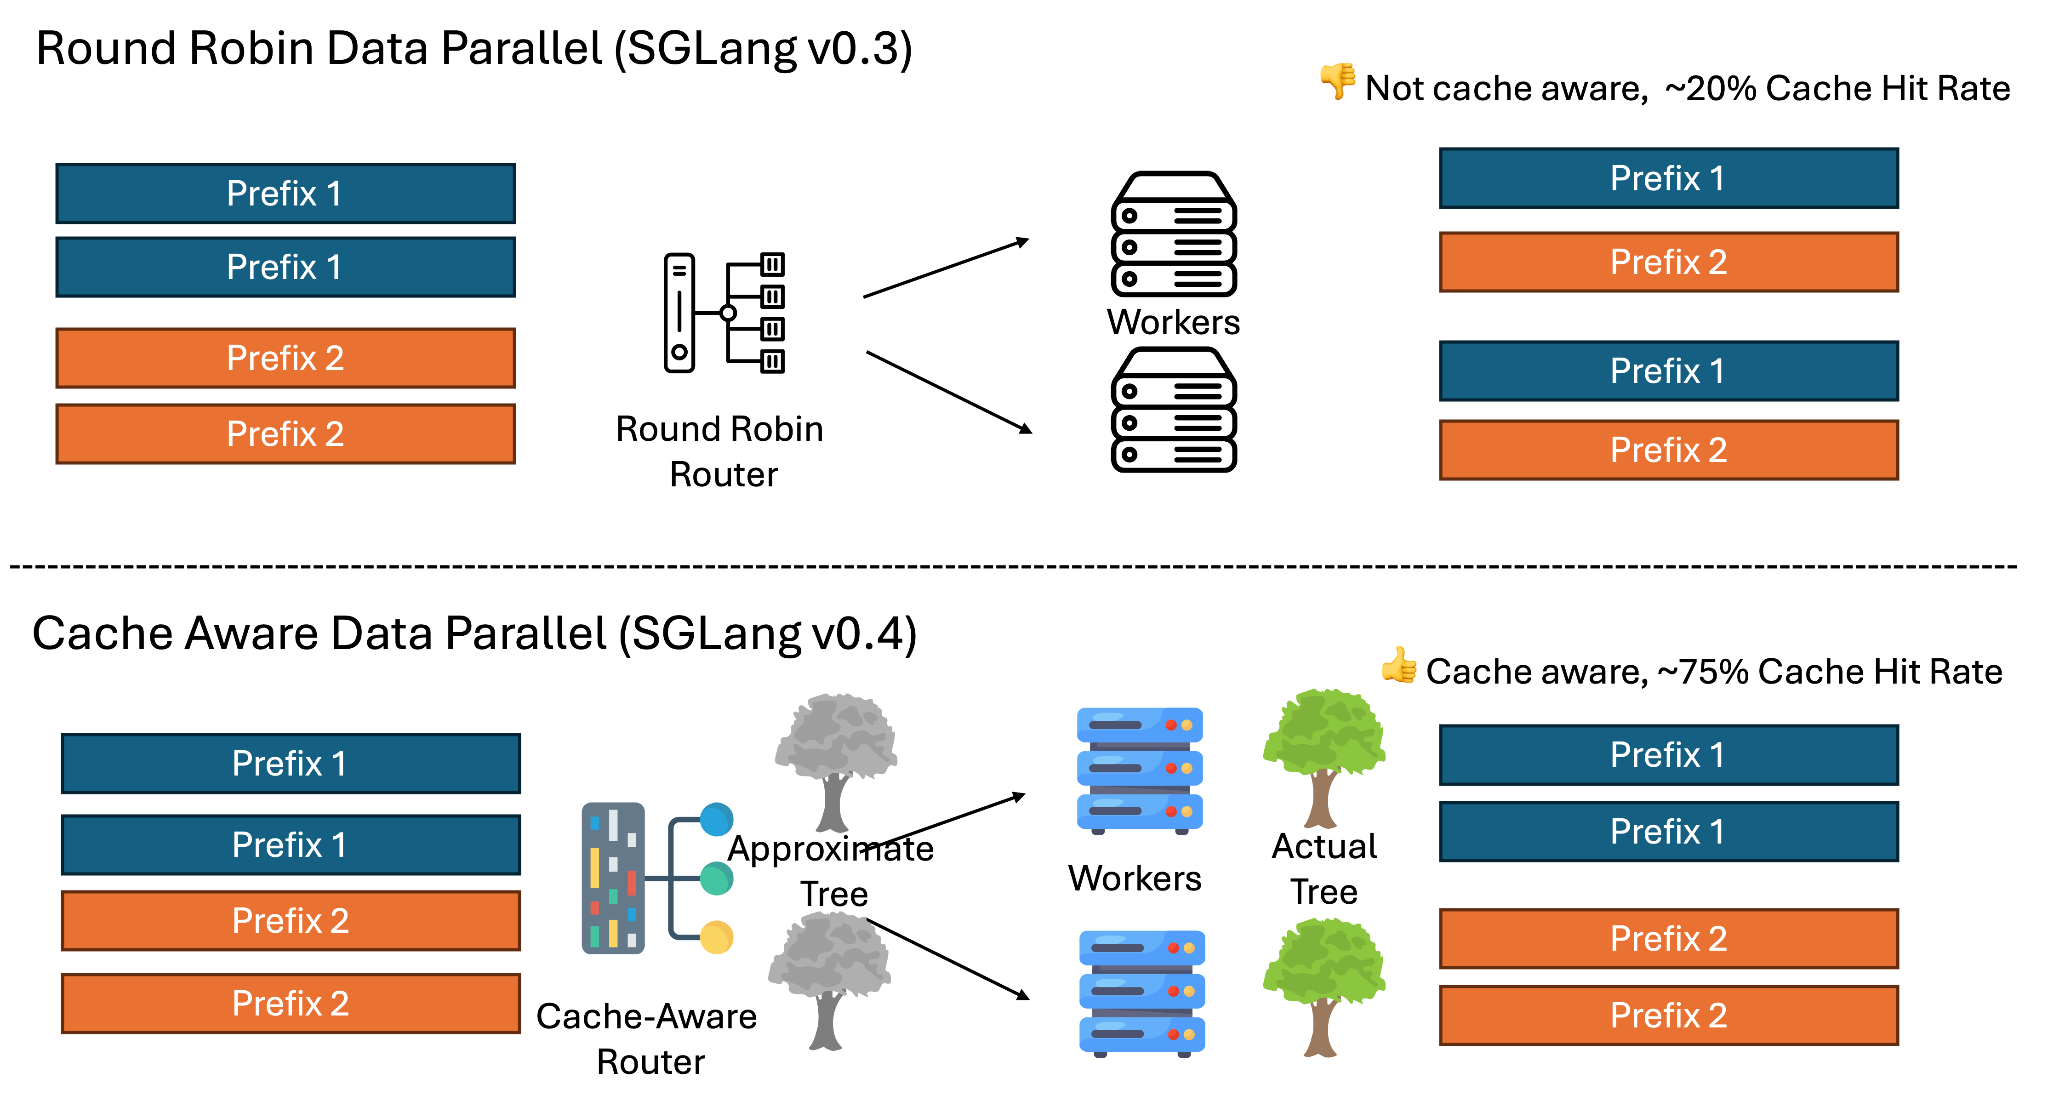 Round Robin Data Parallel (SGLang v0.3)
Not cache aware, ~20% Cache Hit Rate
Prefix 1
Prefix 1
Prefix 2
Prefix 2
Round Robin
Router
Workers
Prefix 1
Prefix 2
Prefix 1
Prefix 2
Cache Aware Data Parallel (SGLang v0.4)
Cache aware, ~75% Cache Hit Rate
Prefix 1
Prefix 1
Prefix 2
Prefix 2
Cache-Aware
Router
Approximate
Tree
Workers
Actual
Tree
Prefix 1
Prefix 1
Prefix 2
Prefix 2